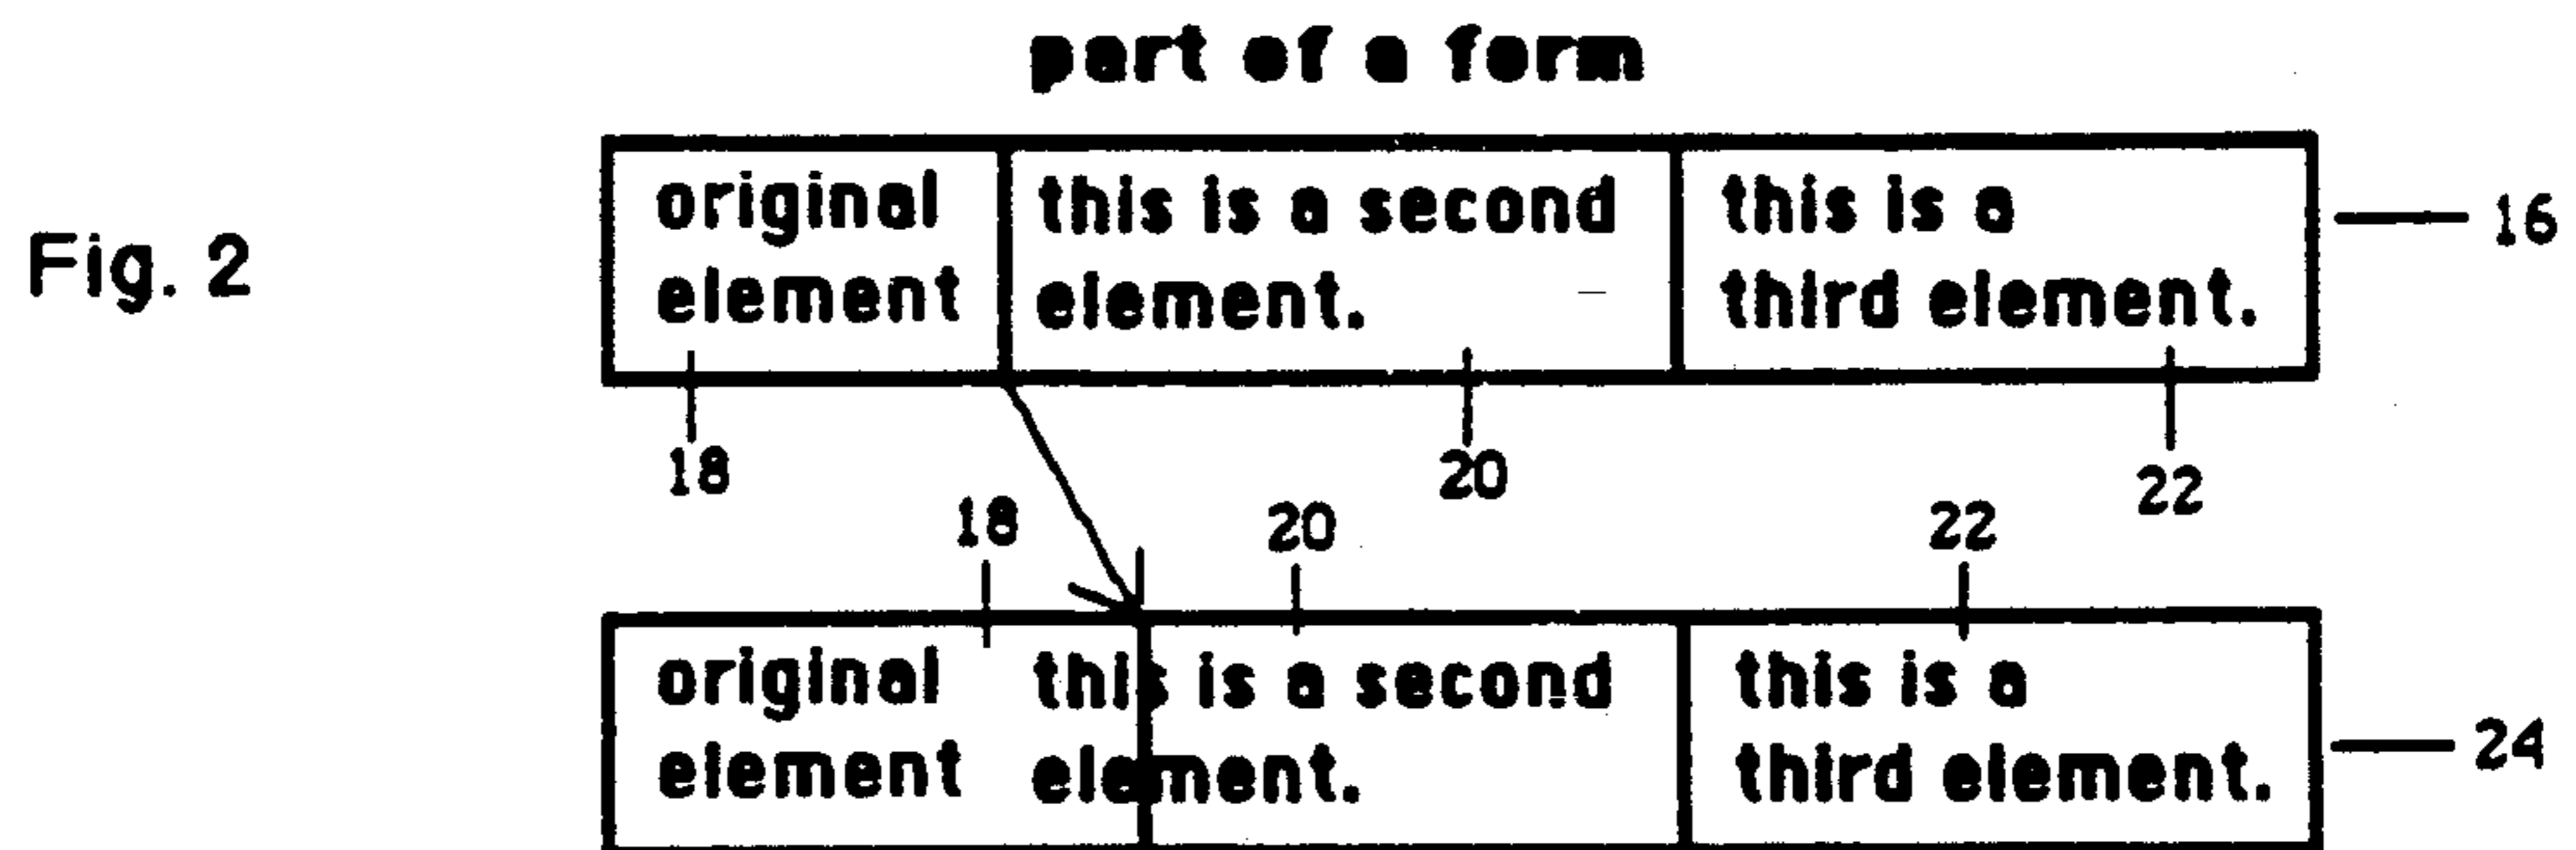 part of a form
Fig. 2
original this is a second this is a
element element. third element.
16
18 20 22
18 20 22
original this is a second this is a
element element. third element.
24